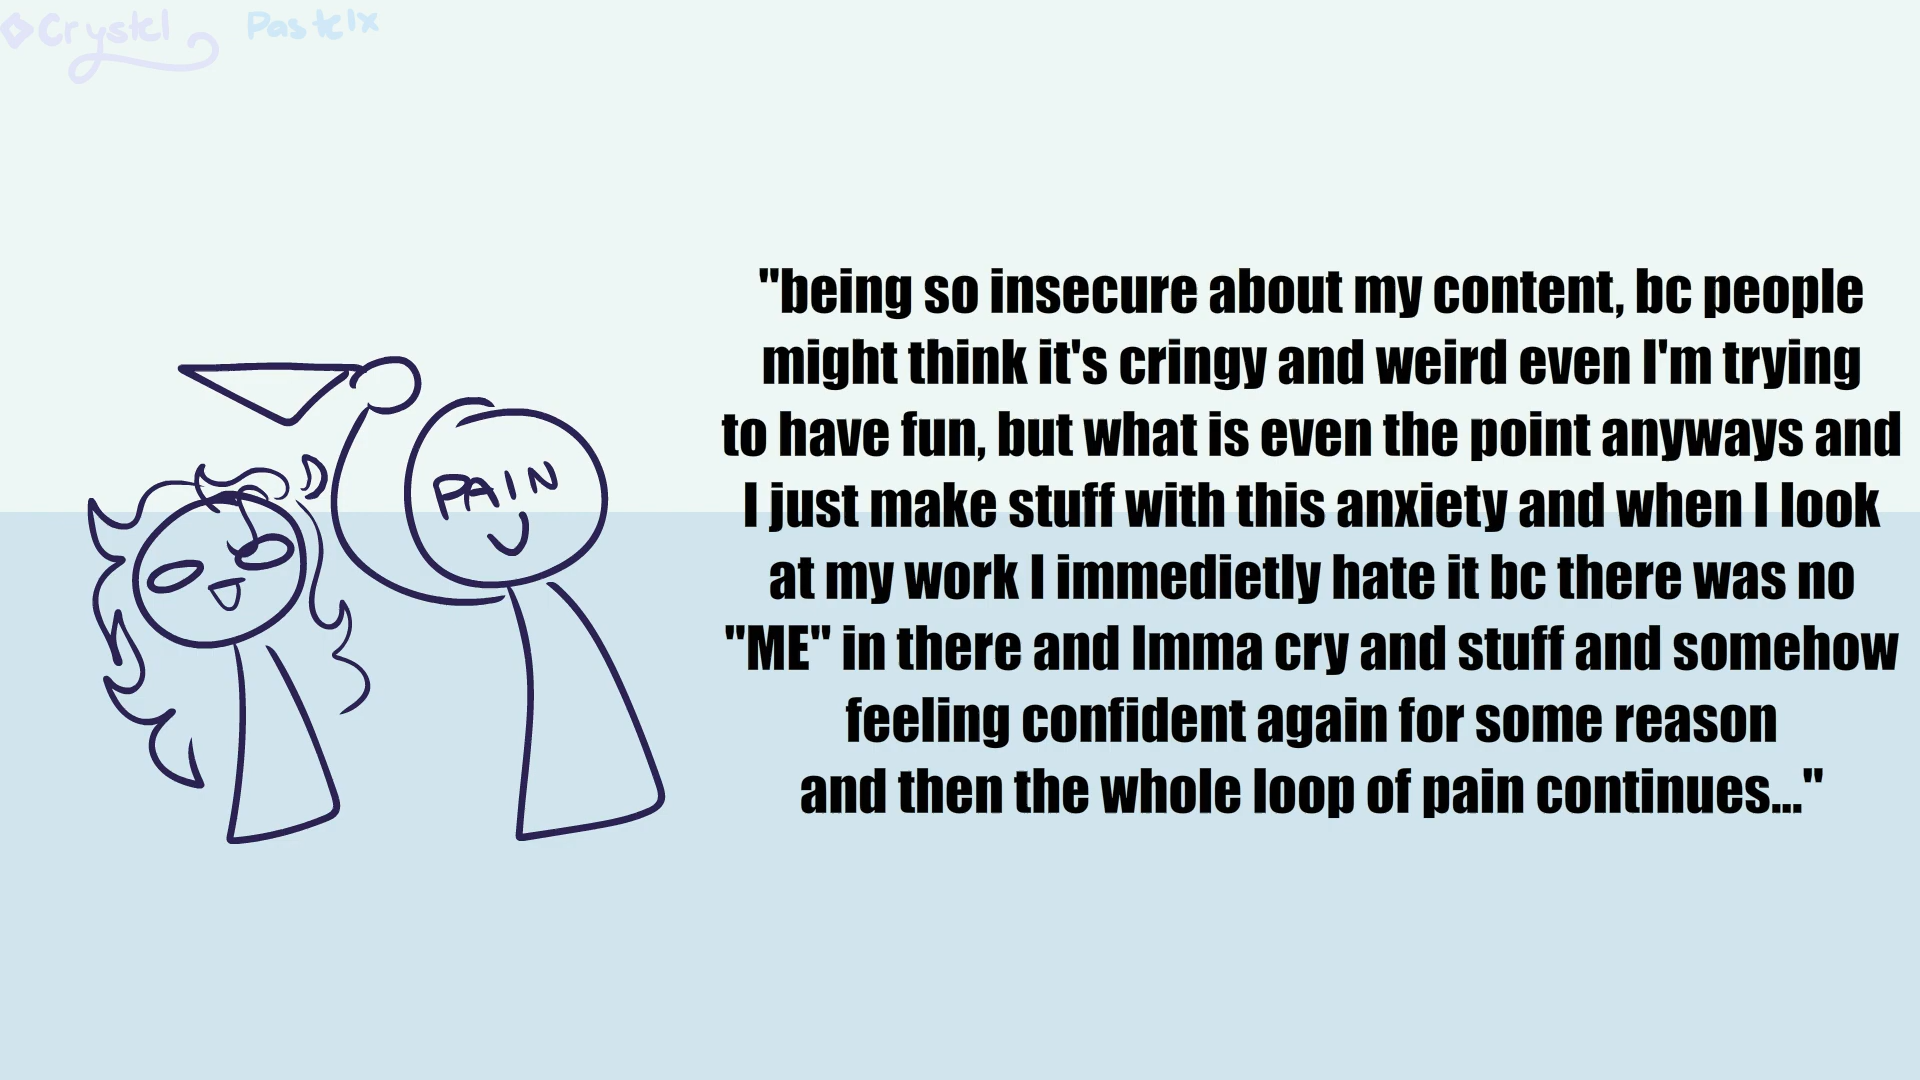 Crystel Pastelx
PAIN
"being so insecure about my content, bc people
might think it's cringy and weird even I'm trying
to have fun, but what is even the point anyways and
I just make stuff with this anxiety and when I look
at my work I immedietly hate it bc there was no
"ME" in there and Imma cry and stuff and somehow
feeling confident again for some reason
and then the whole loop of pain continues..."